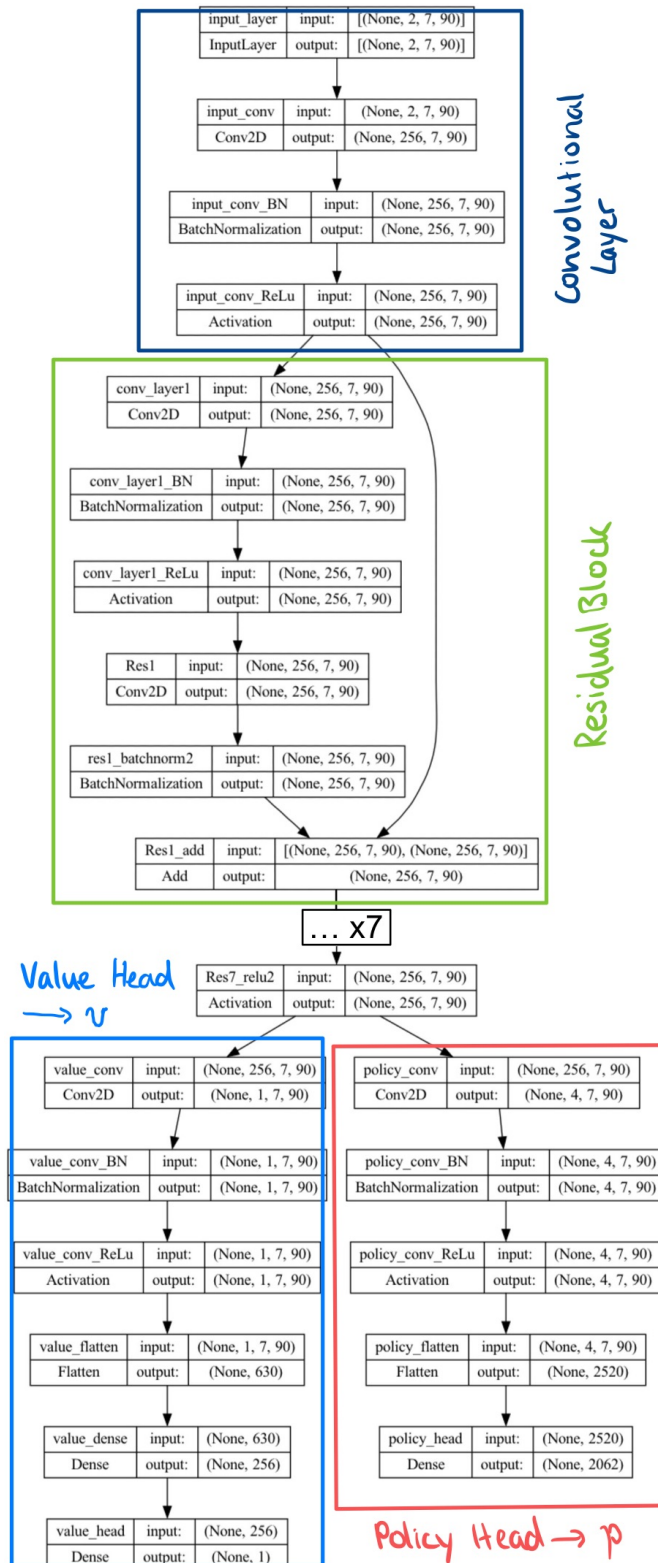 input_layer input: [(None, 2, 7, 90)]
InputLayer output: [(None, 2, 7, 90)]
input_conv input: (None, 2, 7, 90)
Conv2D output: (None, 256, 7, 90)
input_conv_BN input: (None, 256, 7, 90)
BatchNormalization output: (None, 256, 7, 90)
input_conv_ReLu input: (None, 256, 7, 90)
Activation output: (None, 256, 7, 90)
Convolutional
Layer
conv_layer1 input: (None, 256, 7, 90)
Conv2D output: (None, 256, 7, 90)
conv_layer1_BN input: (None, 256, 7, 90)
BatchNormalization output: (None, 256, 7, 90)
conv_layer1_ReLu input: (None, 256, 7, 90)
Activation output: (None, 256, 7, 90)
Res1 input: (None, 256, 7, 90)
Conv2D output: (None, 256, 7, 90)
res1_batchnorm2 input: (None, 256, 7, 90)
BatchNormalization output: (None, 256, 7, 90)
Res1_add input: [(None, 256, 7, 90), (None, 256, 7, 90)]
Add output: (None, 256, 7, 90)
Residual Block
... x7
Res7_relu2 input: (None, 256, 7, 90)
Activation output: (None, 256, 7, 90)
Value Head
→ v
value_conv input: (None, 256, 7, 90)
Conv2D output: (None, 1, 7, 90)
value_conv_BN input: (None, 1, 7, 90)
BatchNormalization output: (None, 1, 7, 90)
value_conv_ReLu input: (None, 1, 7, 90)
Activation output: (None, 1, 7, 90)
value_flatten input: (None, 1, 7, 90)
Flatten output: (None, 630)
value_dense input: (None, 630)
Dense output: (None, 256)
value_head input: (None, 256)
Dense output: (None, 1)
policy_conv input: (None, 256, 7, 90)
Conv2D output: (None, 4, 7, 90)
policy_conv_BN input: (None, 4, 7, 90)
BatchNormalization output: (None, 4, 7, 90)
policy_conv_ReLu input: (None, 4, 7, 90)
Activation output: (None, 4, 7, 90)
policy_flatten input: (None, 4, 7, 90)
Flatten output: (None, 2520)
policy_head input: (None, 2520)
Dense output: (None, 2062)
Policy Head → p